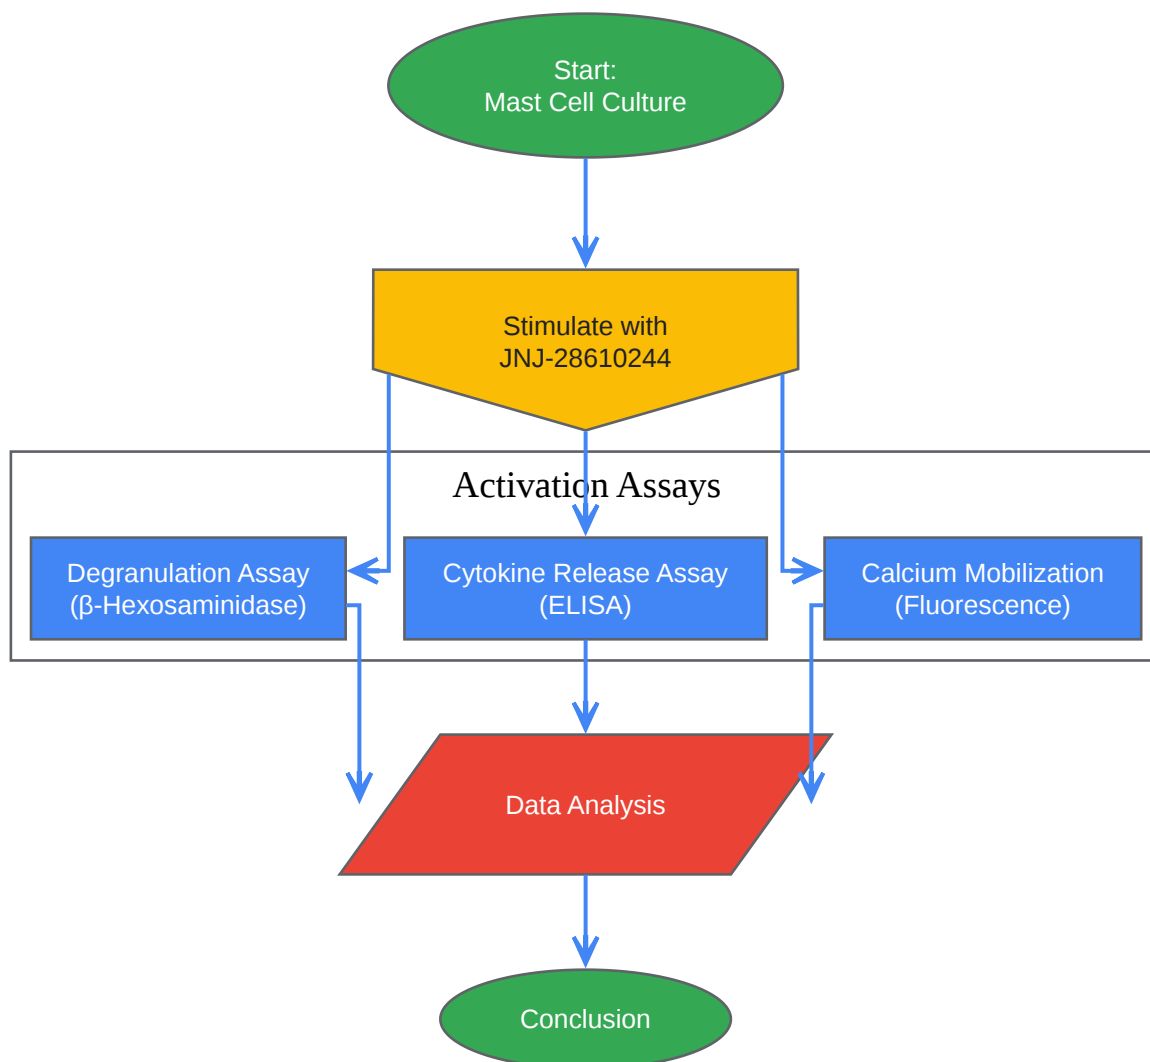 Start:
Mast Cell Culture
Stimulate with
JNJ-28610244
Activation Assays
Degranulation Assay
(β-Hexosaminidase)
Cytokine Release Assay
(ELISA)
Calcium Mobilization
(Fluorescence)
Data Analysis
Conclusion